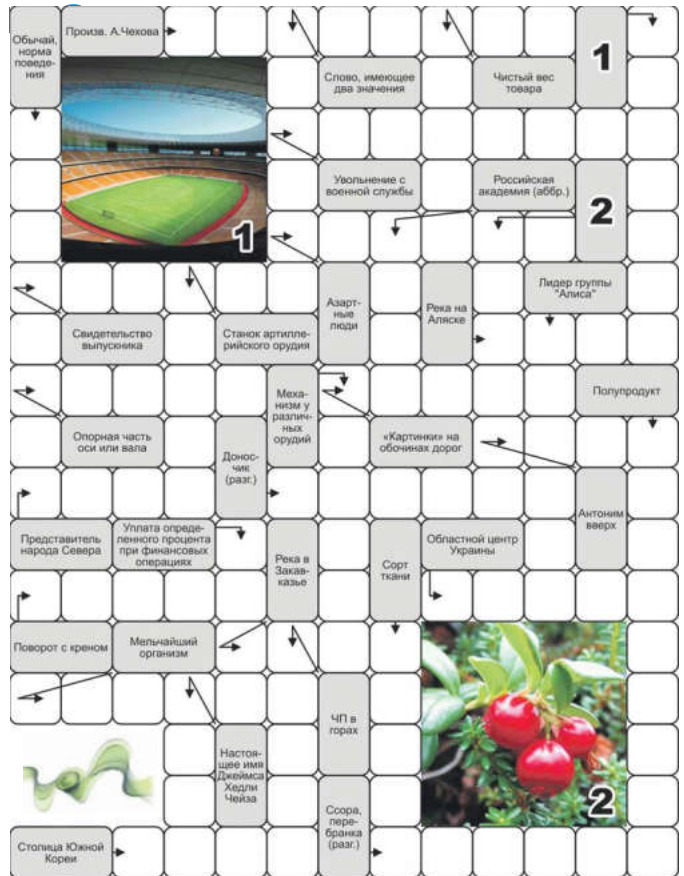 Обычай,
норма
поведе-
ния
Произв. А.Чехова
Слово, имеющее
два значения
Чистый вес
товара
1
Увольнение с
военной службы
Российская
академия (аббр.)
2
1
Азарт-
ные
люди
Река на
Аляске
Лидер группы
"Алиса"
Свидетельство
выпускника
Станок артилле-
рийского орудия
Меха-
низм у
различ-
ных
орудий
Полупродукт
Опорная часть
оси или вала
Донос-
чик
(разг.)
«Картинки» на
обочинах дорог
Антоним
вверх
Представитель
народа Севера
Уплата опреде-
ленного процента
при финансовых
операциях
Река в
Закав-
казье
Сорт
ткани
Областной центр
Украины
Поворот с креном
Мельчайший
организм
ЧП в
горах
Настоя-
щее имя
Джеймса
Хедли
Чейза
2
Ссора,
пере-
бранка
(разг.)
Столица Южной
Кореи